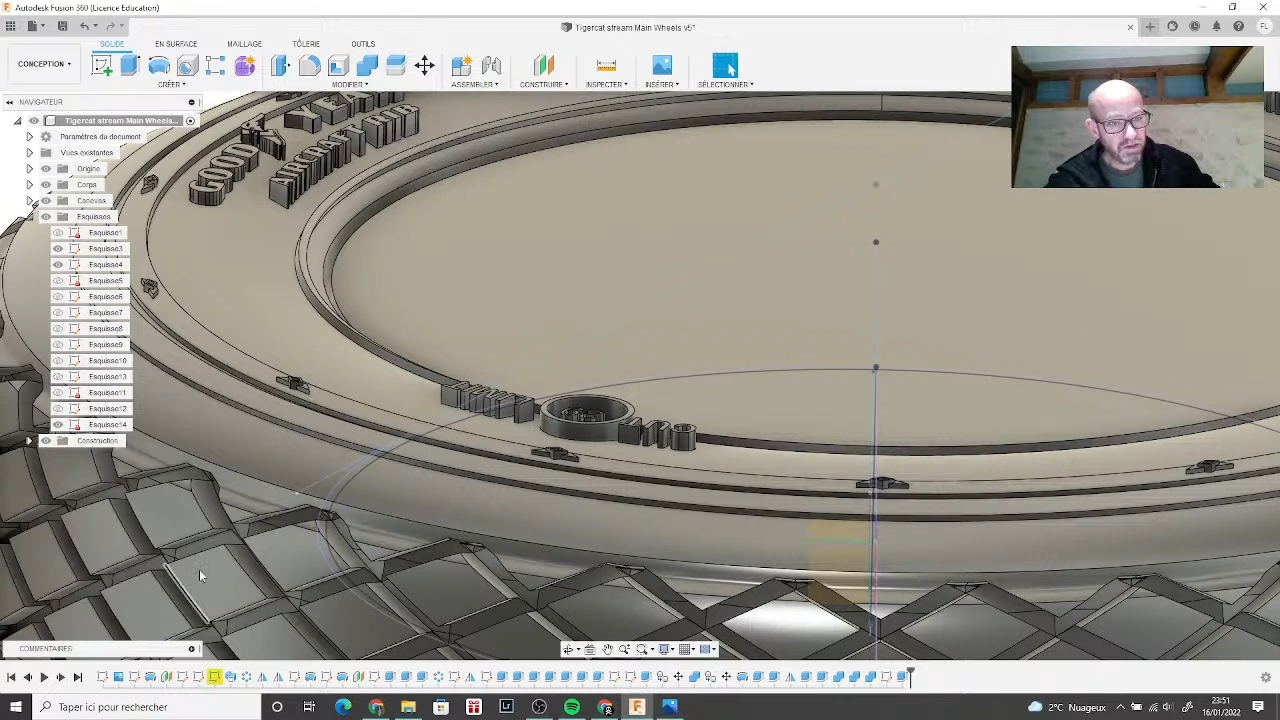 Autodesk Fusion 360 (Licence Education)
Tigercat stream Main Wheels v5*
FL
SOLIDE EN SURFACE MAILLAGE TÔLERIE OUTILS
CONCEPTION
CRÉER MODIFIER ASSEMBLER CONSTRUIRE INSPECTER INSÉRER SÉLECTIONNER
NAVIGATEUR
Tigercat stream Main Wheels...
Paramètres du document
Vues existantes
Origine
Corps
Canevas
Esquisses
Esquisse1
Esquisse3
Esquisse4
Esquisse5
Esquisse6
Esquisse7
Esquisse8
Esquisse9
Esquisse10
Esquisse13
Esquisse11
Esquisse12
Esquisse14
Construction
AIRCRAFT RIB
COMMENTAIRES
Taper ici pour rechercher
2°C Nuageux
23:51
16/01/2022